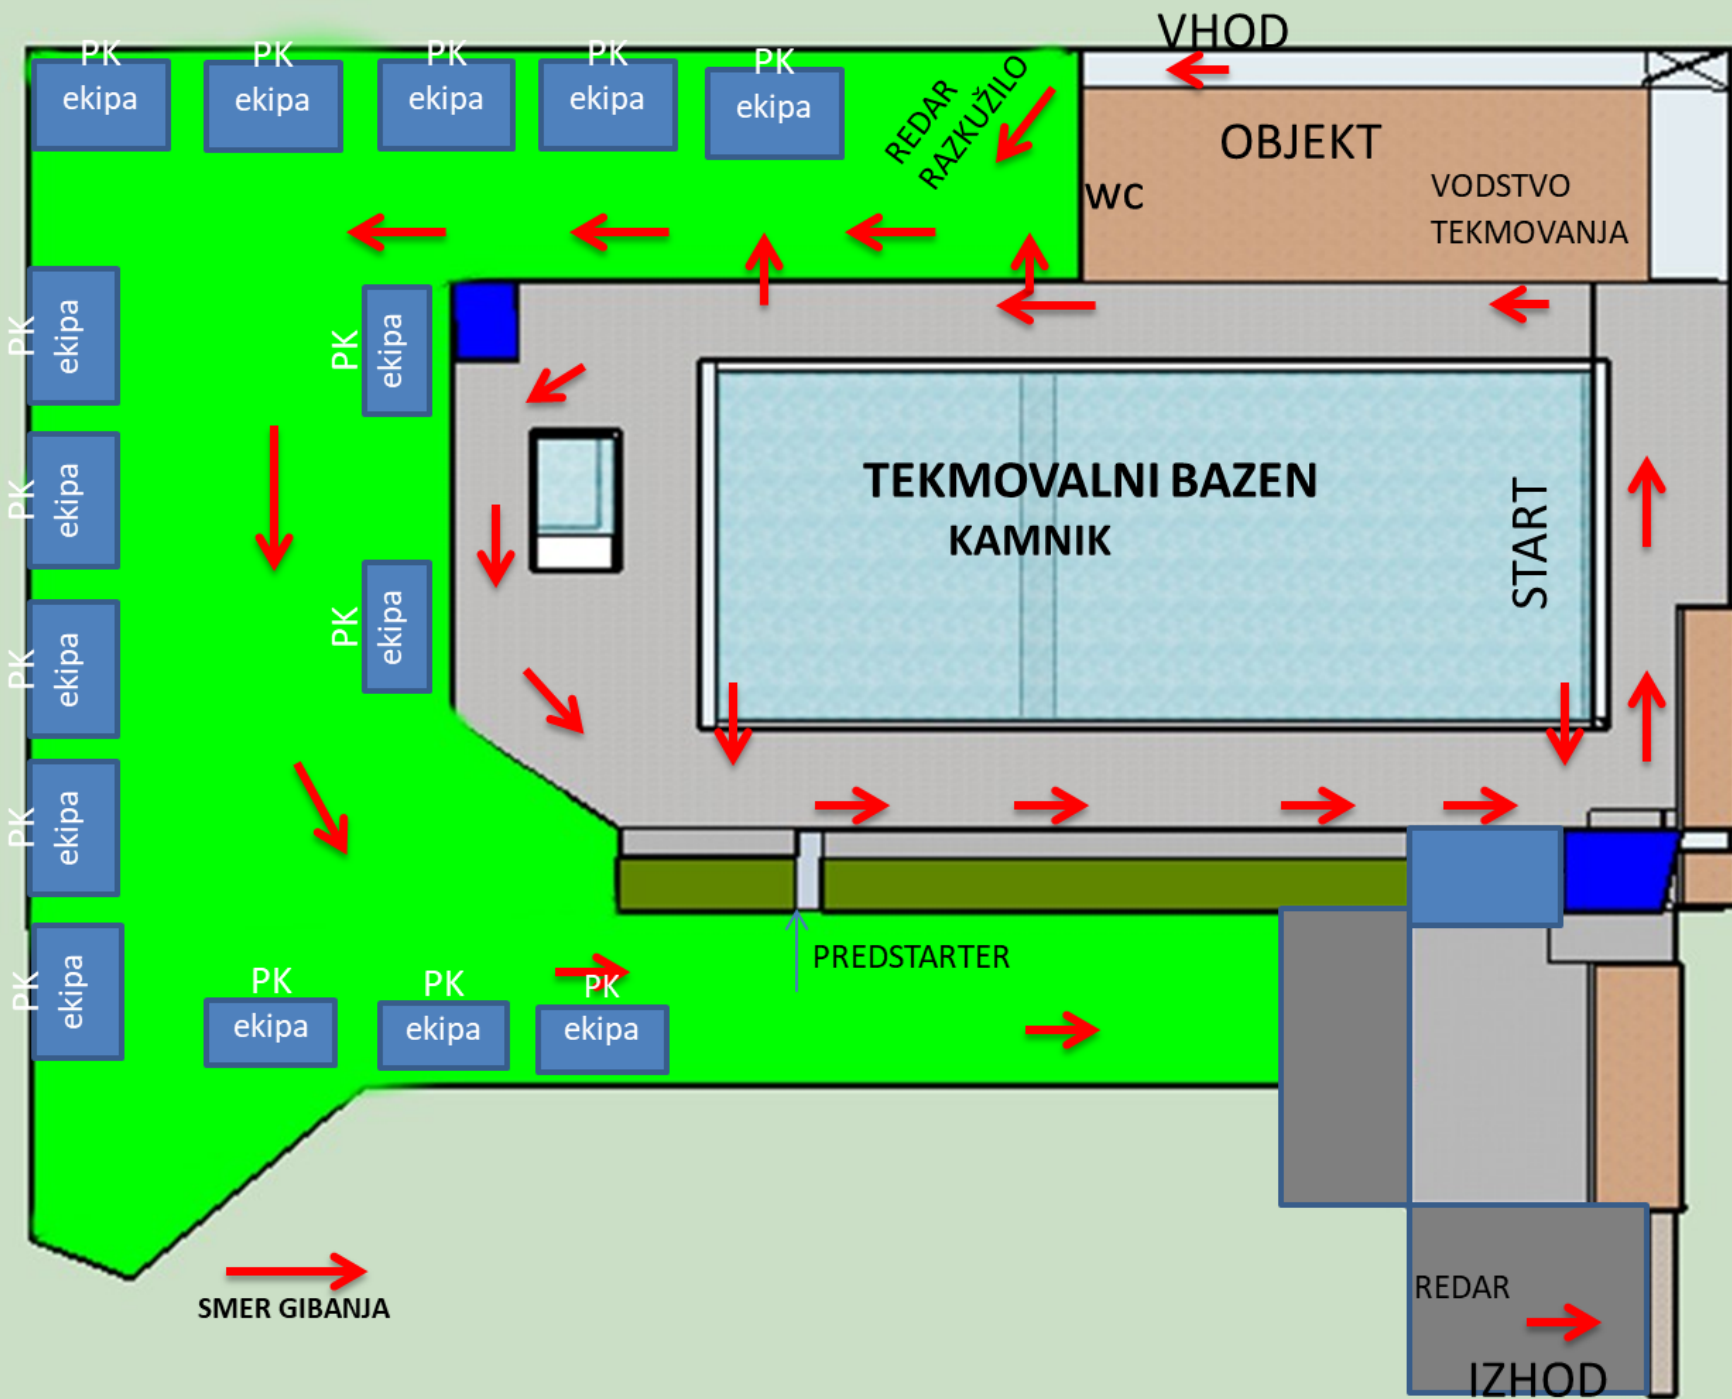 VHOD
PK
ekipa
PK
ekipa
PK
ekipa
PK
ekipa
PK
ekipa
REDAR
RAZKUŽILO
OBJEKT
WC
VODSTVO
TEKMOVANJA
PK
ekipa
PK
ekipa
PK
ekipa
PK
ekipa
PK
ekipa
PK
ekipa
PK
ekipa
TEKMOVALNI BAZEN
KAMNIK
START
PREDSTARTER
PK
ekipa
PK
ekipa
PK
ekipa
SMER GIBANJA
REDAR
IZHOD